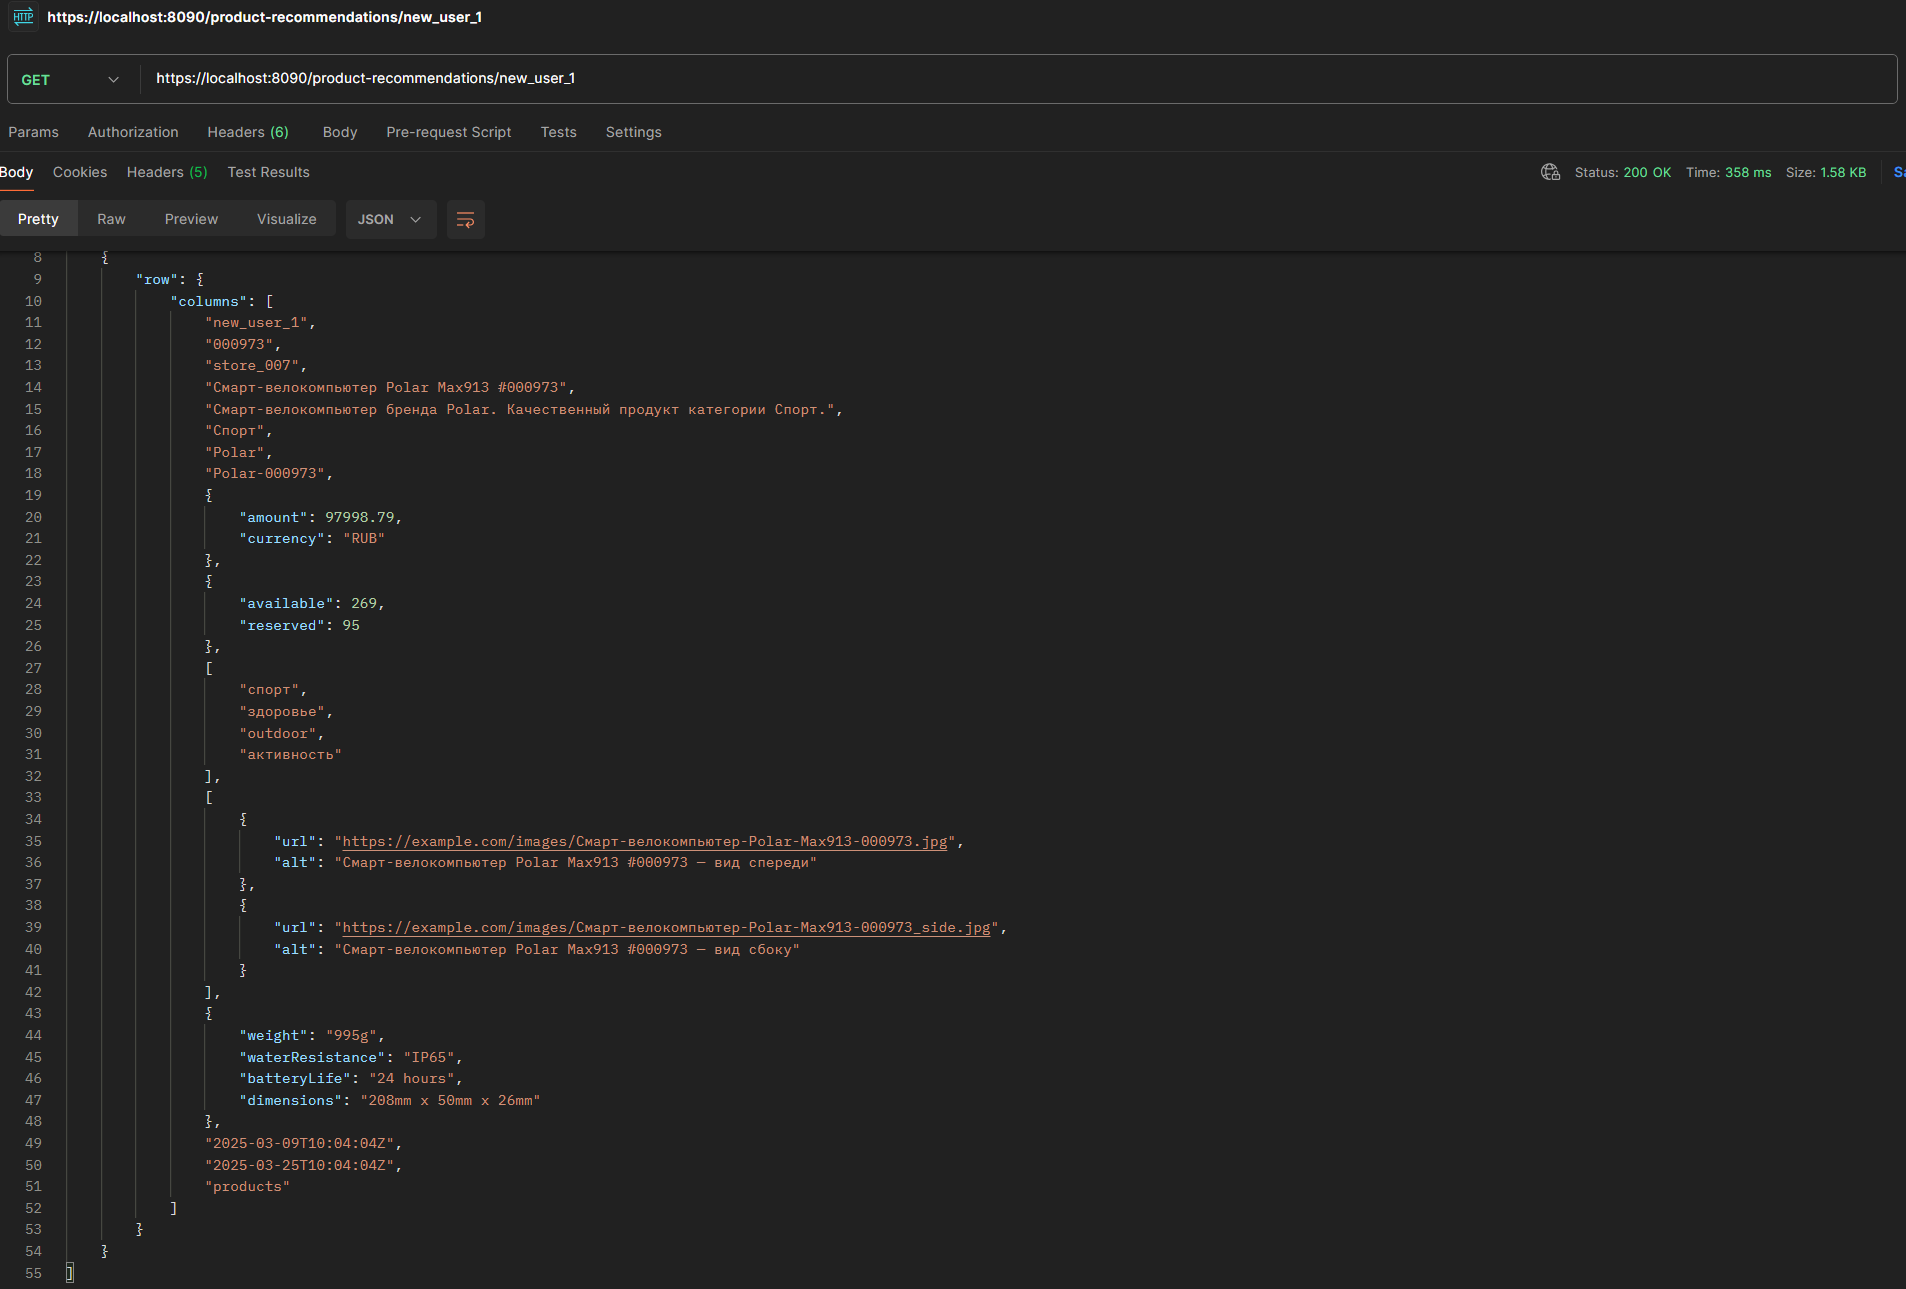 HTTP https://localhost:8090/product-recommendations/new_user_1
GET https://localhost:8090/product-recommendations/new_user_1
Params Authorization Headers (6) Body Pre-request Script Tests Settings
Body Cookies Headers (5) Test Results Status: 200 OK Time: 358 ms Size: 1.58 KB Sa
Pretty Raw Preview Visualize JSON
8 {
9 "row": {
10 "columns": [
11 "new_user_1",
12 "000973",
13 "store_007",
14 "Смарт-велокомпьютер Polar Max913 #000973",
15 "Смарт-велокомпьютер бренда Polar. Качественный продукт категории Спорт.",
16 "Спорт",
17 "Polar",
18 "Polar-000973",
19 {
20 "amount": 97998.79,
21 "currency": "RUB"
22 },
23 {
24 "available": 269,
25 "reserved": 95
26 },
27 [
28 "спорт",
29 "здоровье",
30 "outdoor",
31 "активность"
32 ],
33 [
34 {
35 "url": "https://example.com/images/Смарт-велокомпьютер-Polar-Max913-000973.jpg",
36 "alt": "Смарт-велокомпьютер Polar Max913 #000973 — вид спереди"
37 },
38 {
39 "url": "https://example.com/images/Смарт-велокомпьютер-Polar-Max913-000973_side.jpg",
40 "alt": "Смарт-велокомпьютер Polar Max913 #000973 — вид сбоку"
41 }
42 ],
43 {
44 "weight": "995g",
45 "waterResistance": "IP65",
46 "batteryLife": "24 hours",
47 "dimensions": "208mm x 50mm x 26mm"
48 },
49 "2025-03-09T10:04:04Z",
50 "2025-03-25T10:04:04Z",
51 "products"
52 ]
53 }
54 }
55 ]